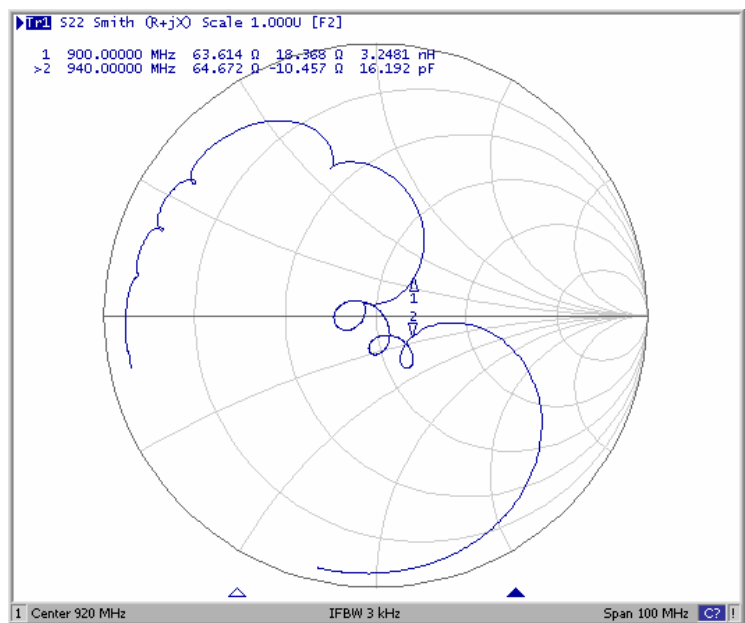 Tr1 S22 Smith (R+jX) Scale 1.000U [F2]
1 900.00000 MHz 63.614 Ω 18.368 Ω 3.2481 nH
>2 940.00000 MHz 64.672 Ω -10.457 Ω 16.192 pF
1
2
1 Center 920 MHz IFBW 3 kHz Span 100 MHz C? !